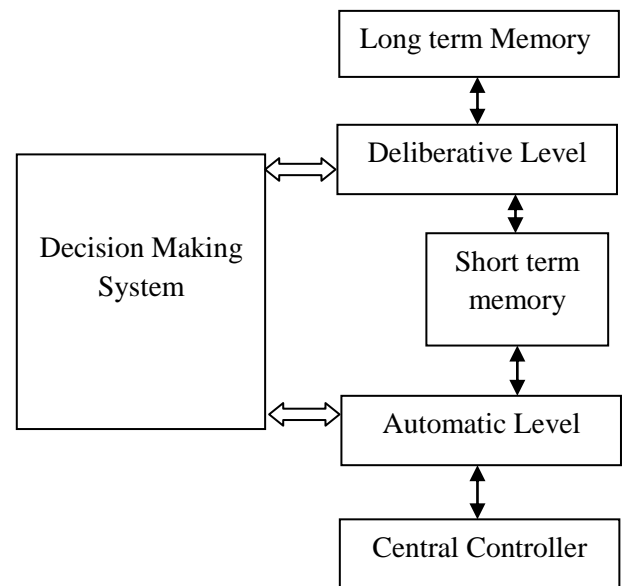 Long term Memory
Deliberative Level
Decision Making
System
Short term
memory
Automatic Level
Central Controller